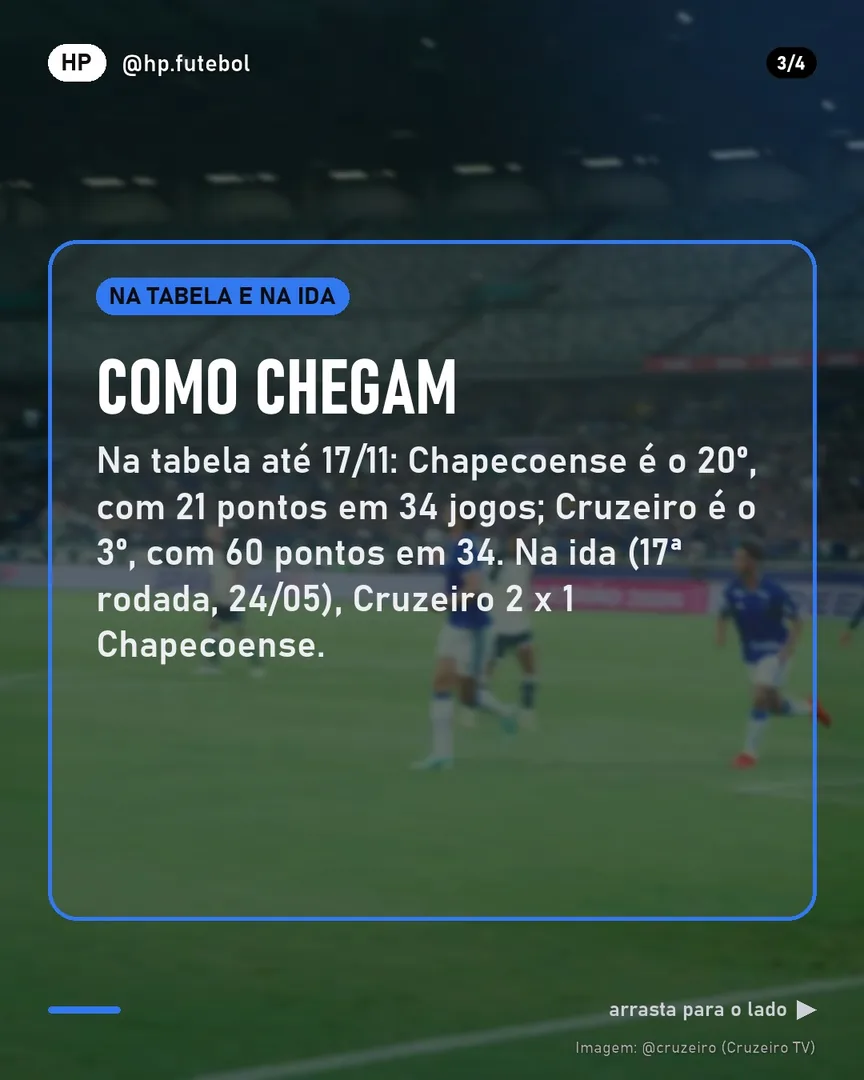 HP @hp.futebol 3/4
NA TABELA E NA IDA
COMO CHEGAM
Na tabela até 17/11: Chapecoense é o 20º,
com 21 pontos em 34 jogos; Cruzeiro é o
3º, com 60 pontos em 34. Na ida (17ª
rodada, 24/05), Cruzeiro 2 x 1
Chapecoense.
arrasta para o lado ▶
Imagem: @cruzeiro (Cruzeiro TV)